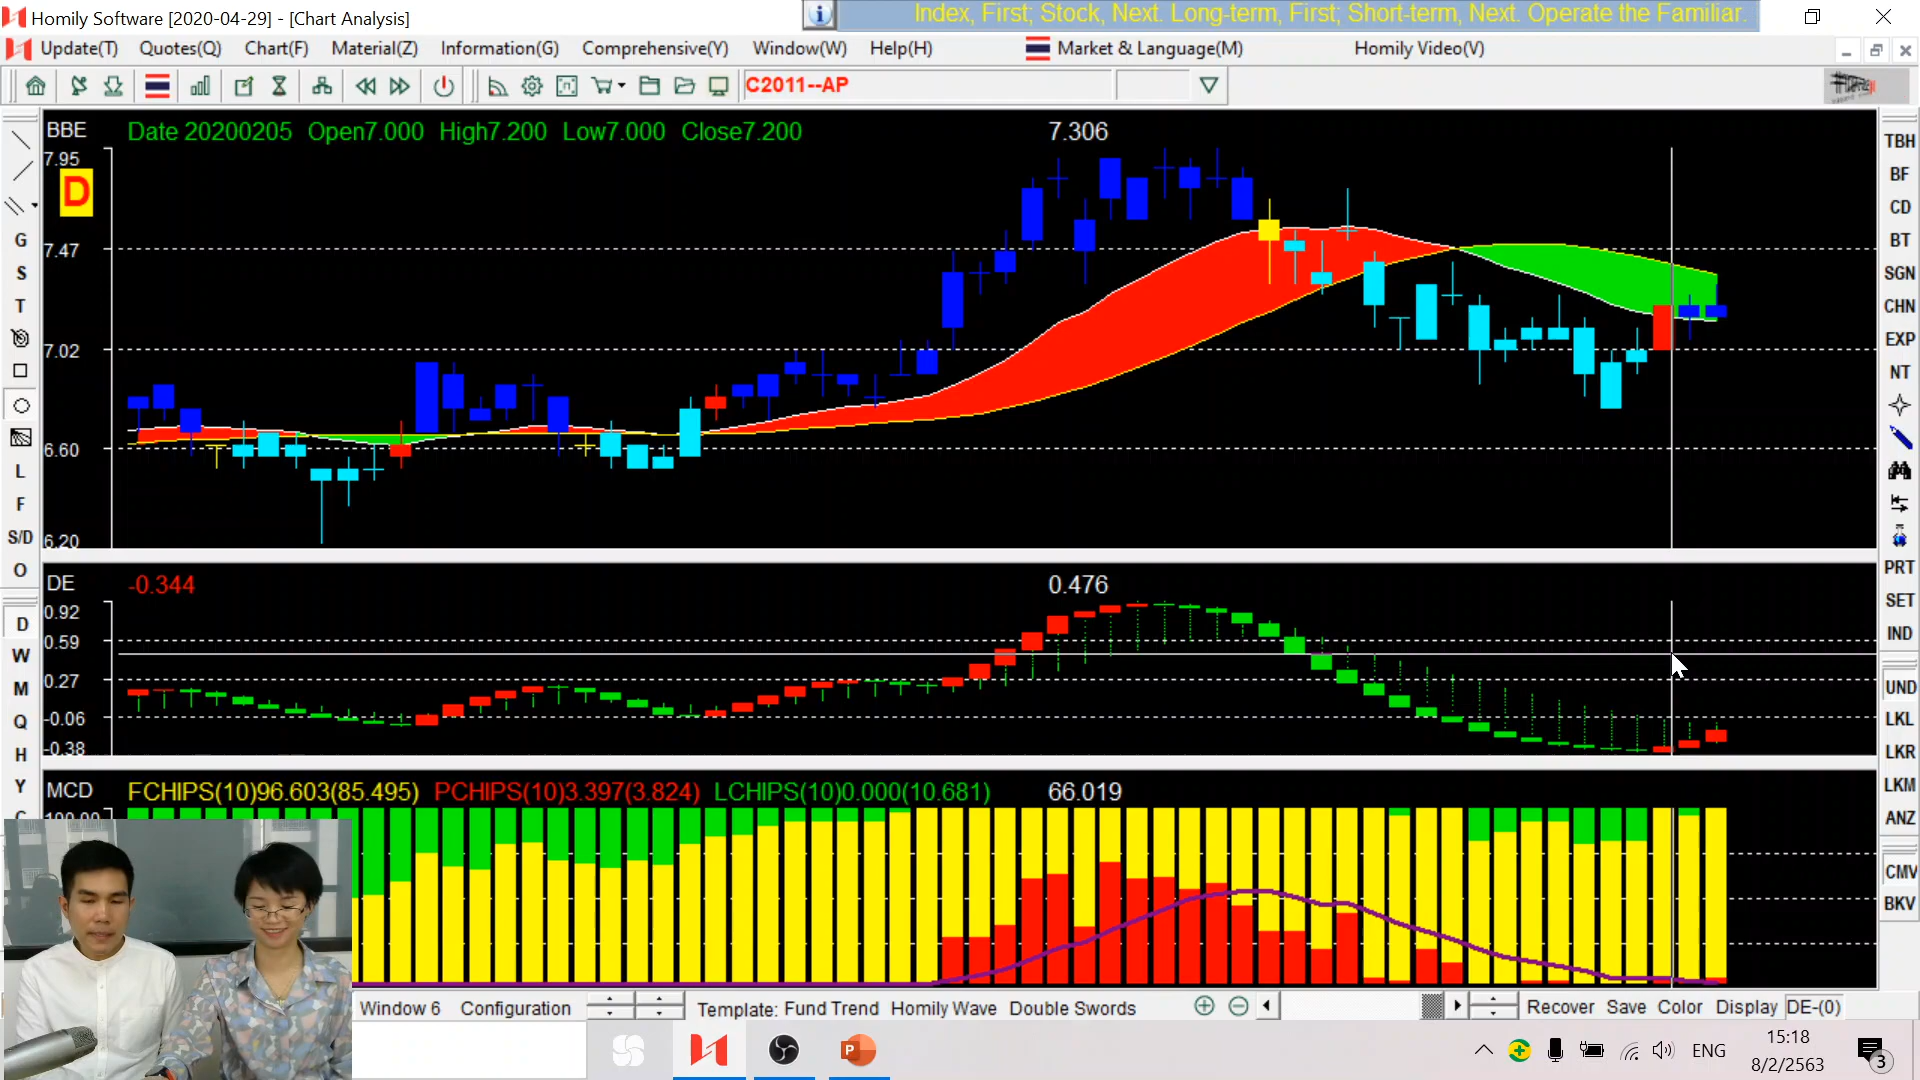 Homily Software [2020-04-29] - [Chart Analysis]
Index, First; Stock, Next. Long-term, First; Short-term, Next. Operate the Familiar.
Update(T) Quotes(Q) Chart(F) Material(Z) Information(G) Comprehensive(Y) Window(W) Help(H) Market & Language(M) Homily Video(V)
C2011--AP
BBE Date 20200205 Open7.000 High7.200 Low7.000 Close7.200 7.306
7.95
D
7.47
7.02
6.60
6.20
G
S
T
L
F
S/D
O
D
W
M
Q
H
Y
TBH
BF
CD
BT
SGN
CHN
EXP
NT
PRT
SET
IND
UND
LKL
LKR
LKM
ANZ
CMV
BKV
DE -0.344 0.476
0.92
0.59
0.27
-0.06
-0.38
MCD FCHIPS(10)96.603(85.495) PCHIPS(10)3.397(3.824) LCHIPS(10)0.000(10.681) 66.019
Window 6 Configuration Template: Fund Trend Homily Wave Double Swords Recover Save Color Display DE-(0)
ENG
15:18
8/2/2563
3